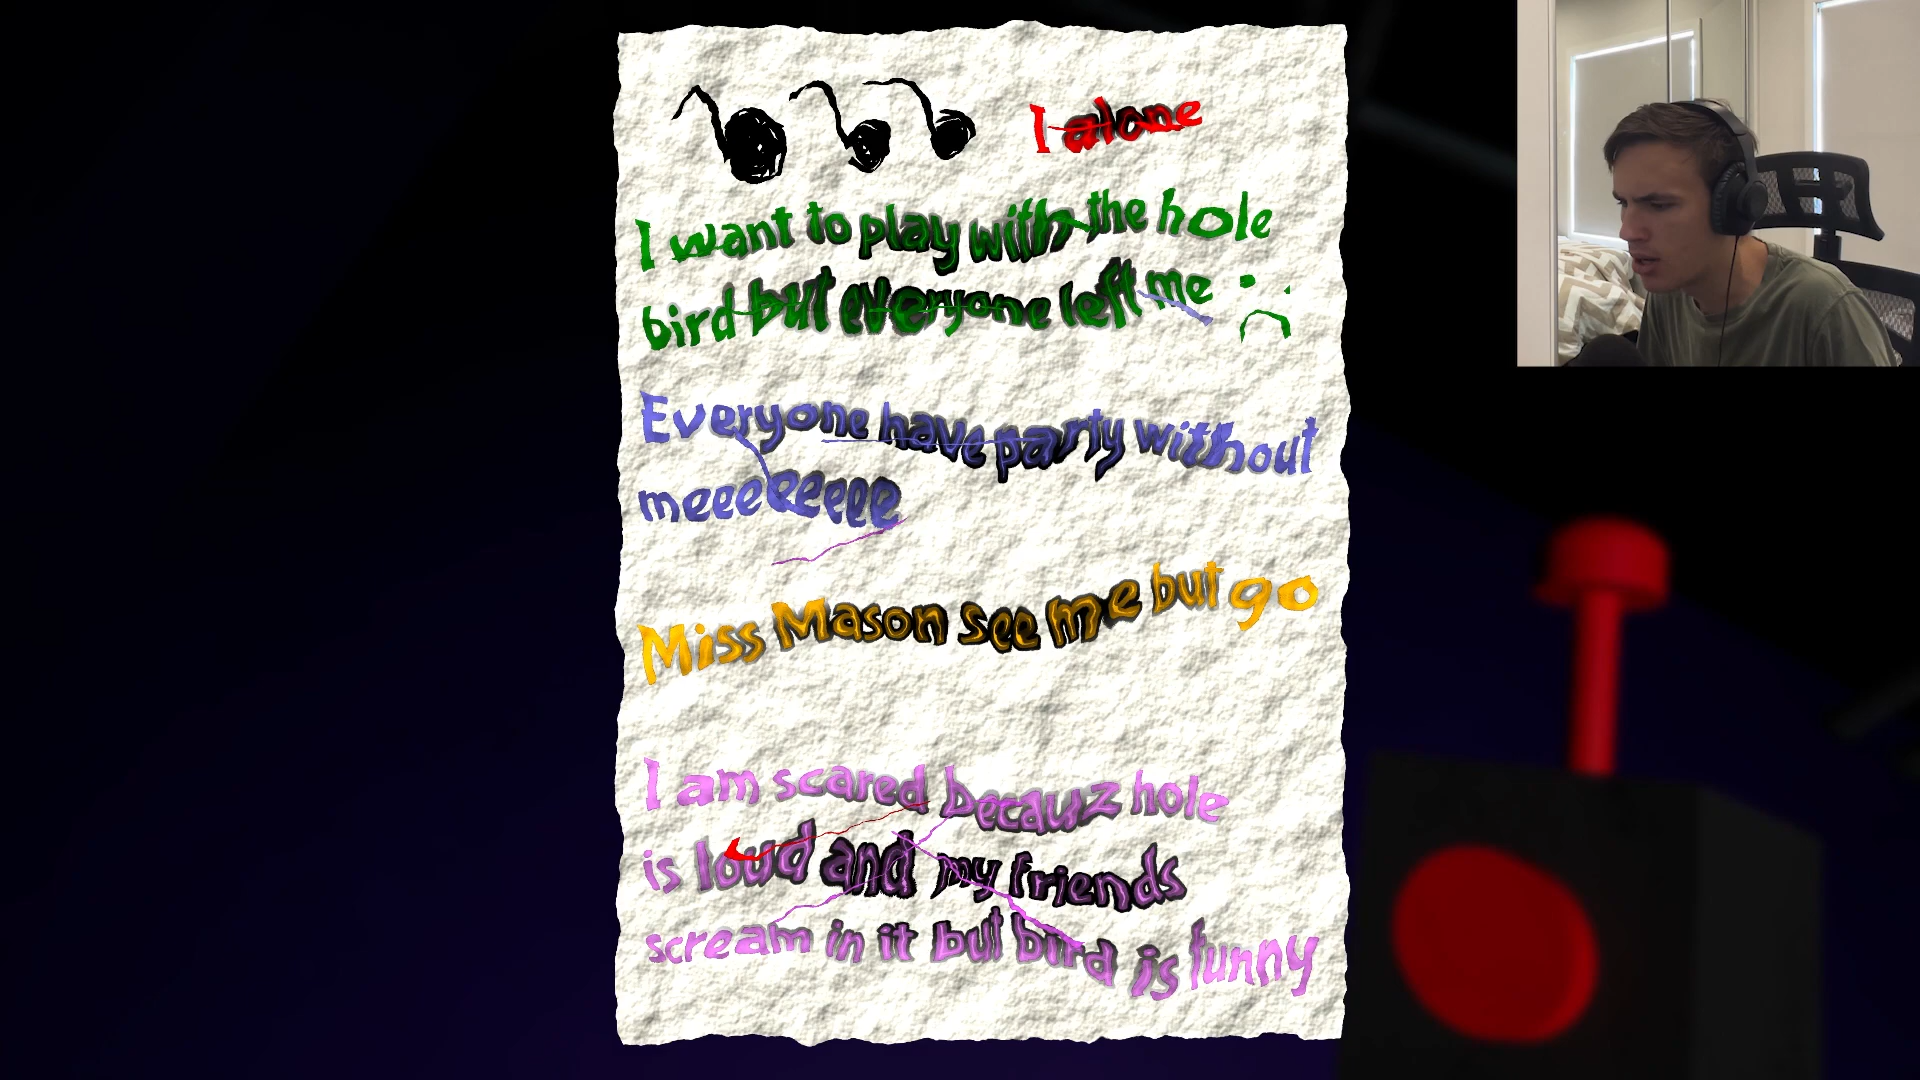 I alone
I want to play with the hole
bird but everyone left me :(
Everyone have party without
meeeeeeee
Miss Mason see me but go
I am scared becauz hole
is loud and my friends
scream in it but bird is funny